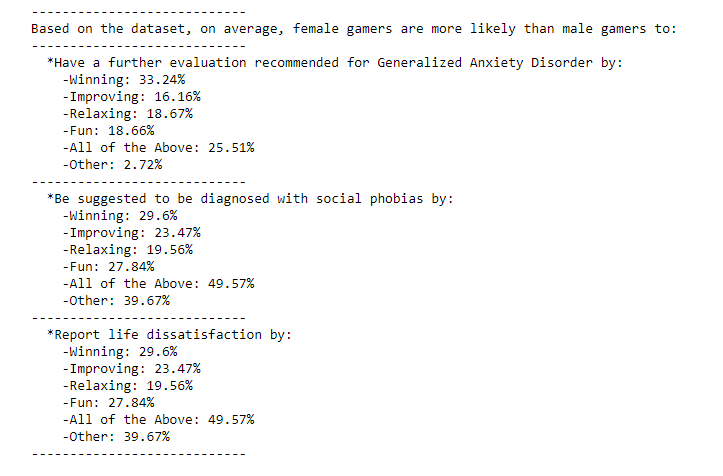 ----------------------------
Based on the dataset, on average, female gamers are more likely than male gamers to:
----------------------------
*Have a further evaluation recommended for Generalized Anxiety Disorder by:
-Winning: 33.24%
-Improving: 16.16%
-Relaxing: 18.67%
-Fun: 18.66%
-All of the Above: 25.51%
-Other: 2.72%
----------------------------
*Be suggested to be diagnosed with social phobias by:
-Winning: 29.6%
-Improving: 23.47%
-Relaxing: 19.56%
-Fun: 27.84%
-All of the Above: 49.57%
-Other: 39.67%
----------------------------
*Report life dissatisfaction by:
-Winning: 29.6%
-Improving: 23.47%
-Relaxing: 19.56%
-Fun: 27.84%
-All of the Above: 49.57%
-Other: 39.67%
----------------------------